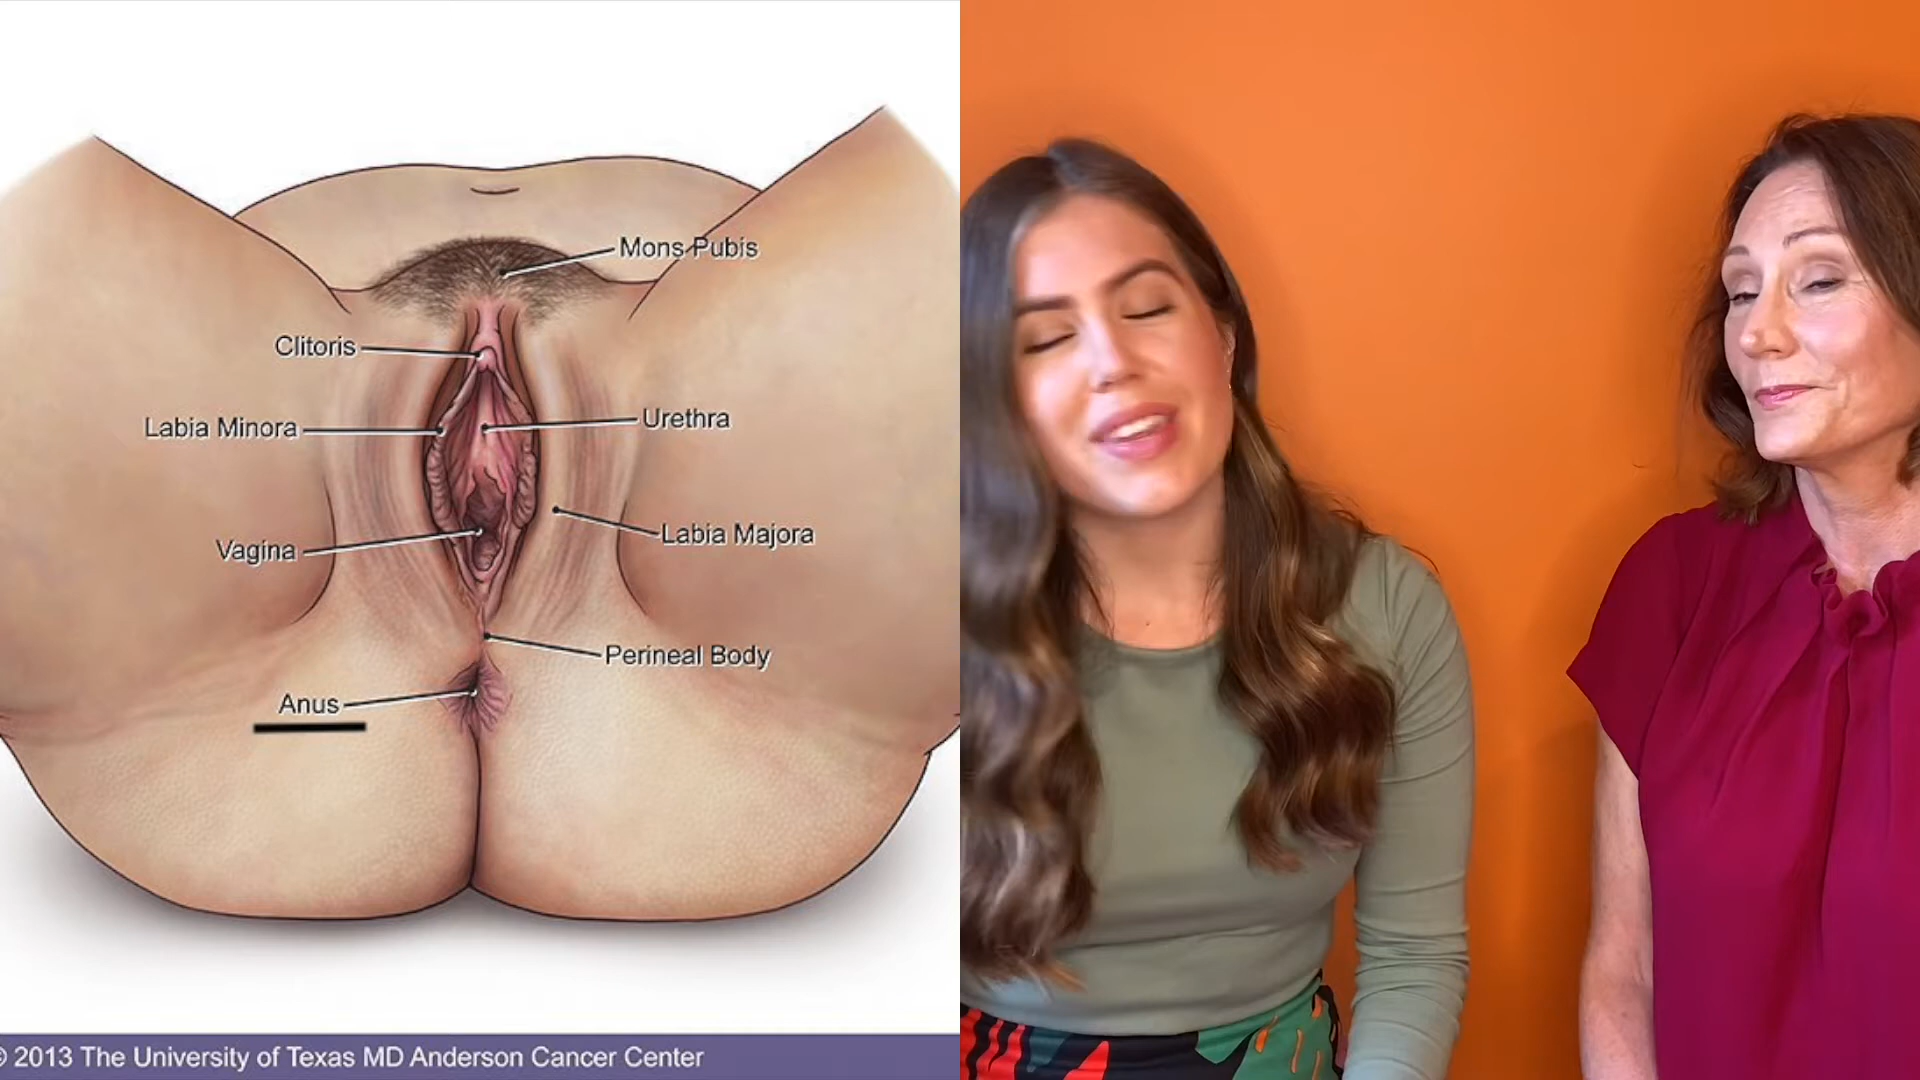 Mons Pubis
Clitoris
Labia Minora
Urethra
Vagina
Labia Majora
Perineal Body
Anus
© 2013 The University of Texas MD Anderson Cancer Center